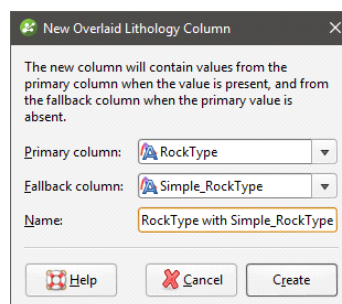 New Overlaid Lithology Column
The new column will contain values from the
primary column when the value is present, and from
the fallback column when the primary value is
absent.
Primary column: RockType
Fallback column: Simple_RockType
Name: RockType with Simple_RockType
Help Cancel Create